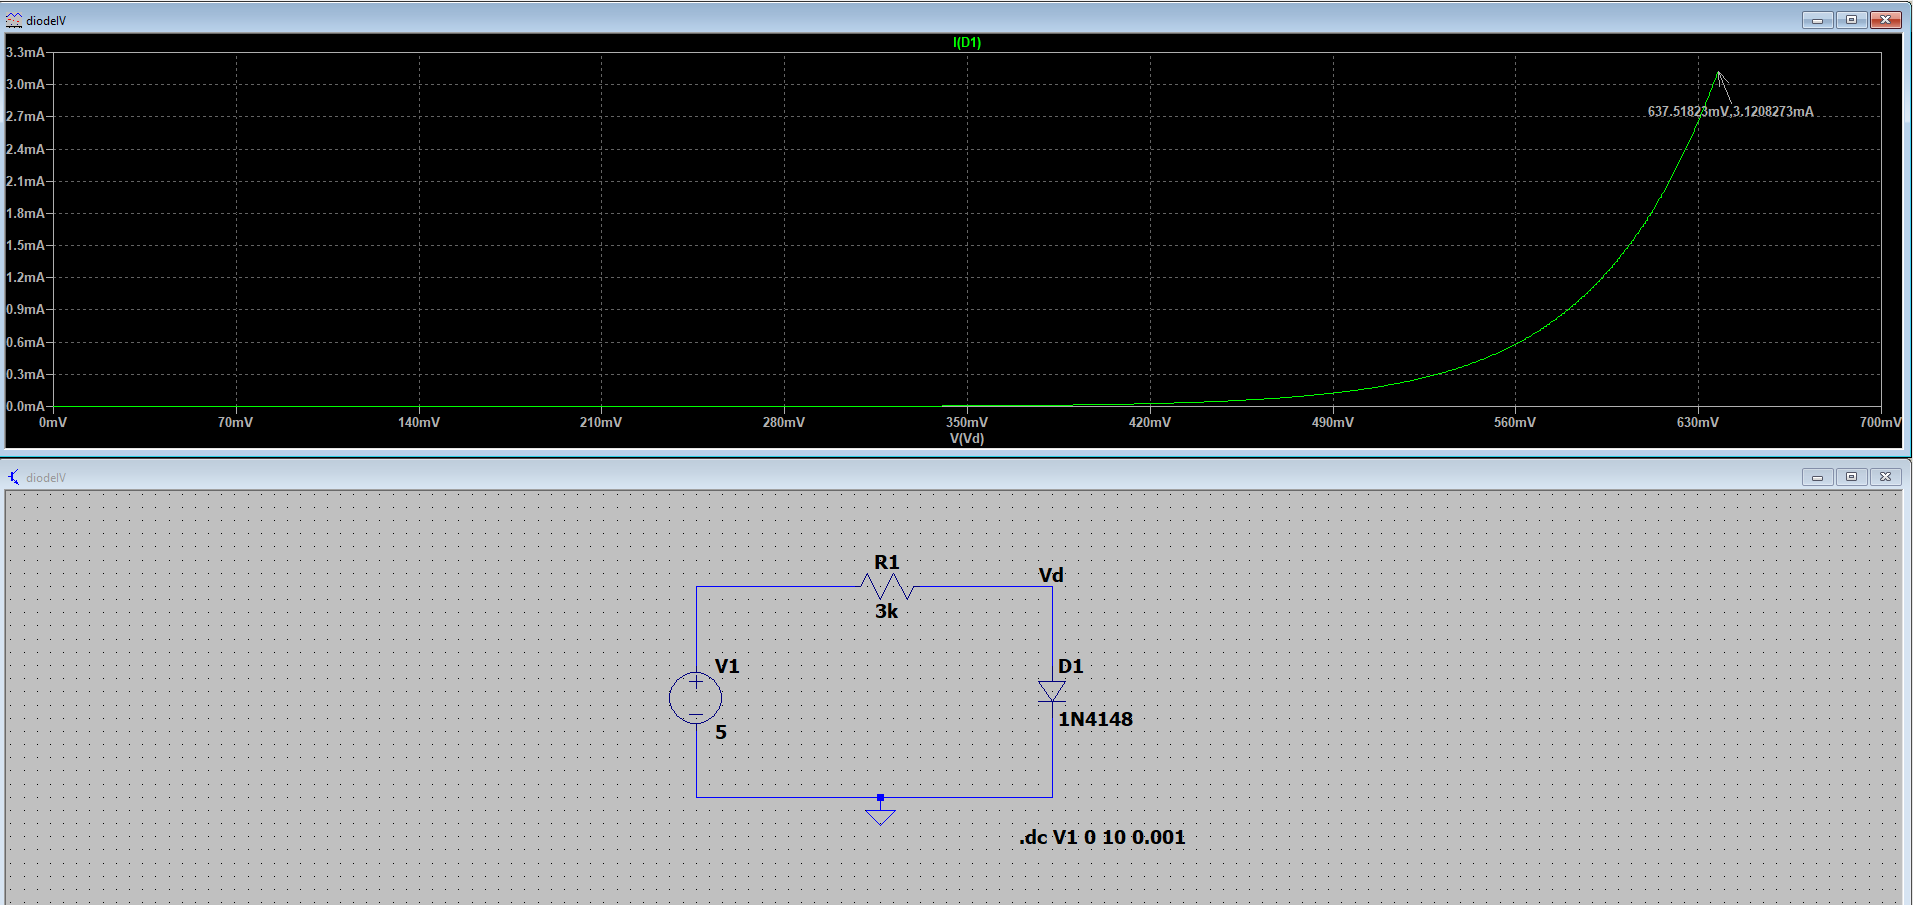 diodeIV
I(D1)
3.3mA
3.0mA
2.7mA
2.4mA
2.1mA
1.8mA
1.5mA
1.2mA
0.9mA
0.6mA
0.3mA
0.0mA
637.51823mV,3.1208273mA
0mV 70mV 140mV 210mV 280mV 350mV 420mV 490mV 560mV 630mV 700mV
V(Vd)
diodeIV
R1
3k
Vd
V1
5
D1
1N4148
.dc V1 0 10 0.001